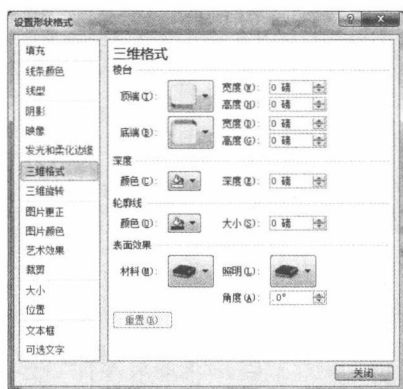 设置形状格式
填充
线条颜色
线型
阴影
映像
发光和柔化边缘
三维格式
三维旋转
图片更正
图片颜色
艺术效果
裁剪
大小
位置
文本框
可选文字
三维格式
棱台
顶端(T): 宽度(W): 0 磅
高度(H): 0 磅
底端(B): 宽度(D): 0 磅
高度(G): 0 磅
深度
颜色(C): 深度(E): 0 磅
轮廓线
颜色(O): 大小(S): 0 磅
表面效果
材料(M): 照明(L):
角度(A): 0°
重置(R)
关闭